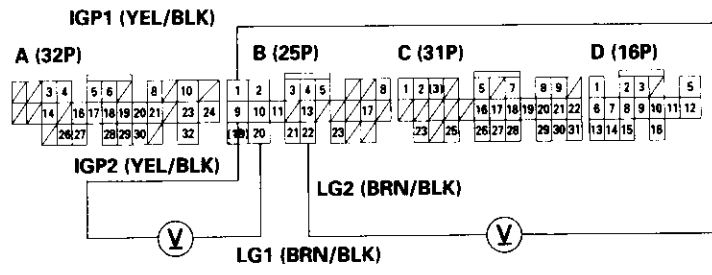 IGP1 (YEL/BLK)
A (32P) B (25P) C (31P) D (16P)
3 4 5 6 8 10 1 2 3 4 5 8 1 2 (3) 5 7 8 9 1 2 3 5
14 16 17 18 19 20 21 23 24 9 10 11 13 17 16 17 18 19 20 21 22 6 7 8 9 10 11 12
26 27 28 29 30 32 20 21 22 23 23 25 26 27 28 29 30 31 13 14 15 16
IGP2 (YEL/BLK)
LG2 (BRN/BLK)
V V
LG1 (BRN/BLK)